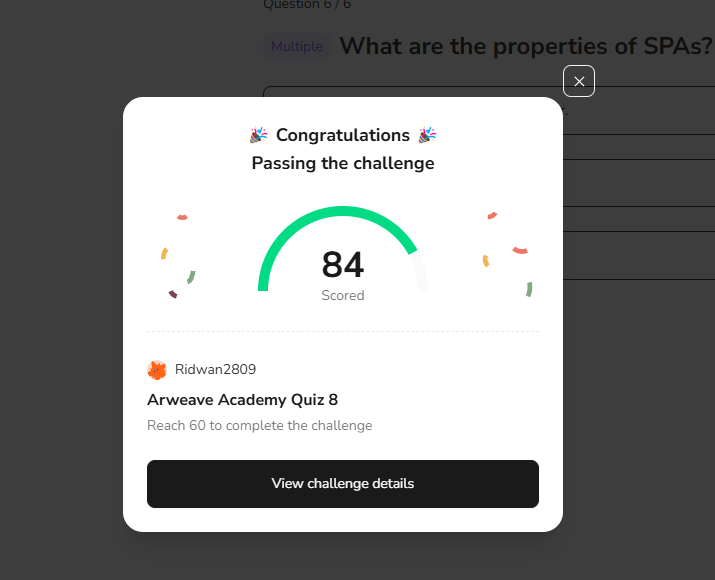 Question 6 / 6
Multiple What are the properties of SPAs?
Congratulations
Passing the challenge
84
Scored
Ridwan2809
Arweave Academy Quiz 8
Reach 60 to complete the challenge
View challenge details